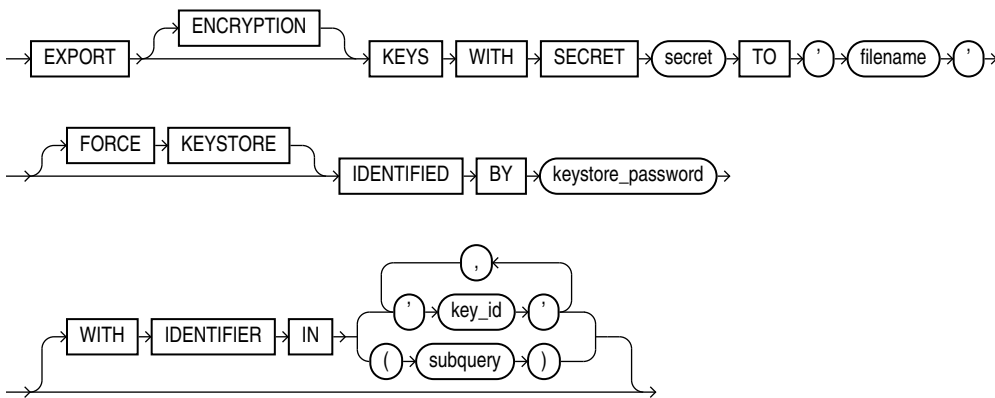 ENCRYPTION
EXPORT KEYS WITH SECRET secret TO ' filename '
FORCE KEYSTORE
IDENTIFIED BY keystore_password
,
WITH IDENTIFIER IN ' key_id '
( subquery )